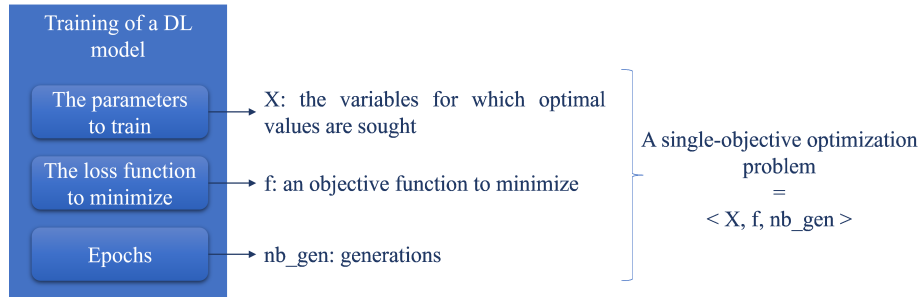 Training of a DL
model
The parameters
to train
X: the variables for which optimal
values are sought
The loss function
to minimize
f: an objective function to minimize
Epochs
nb_gen: generations
A single-objective optimization
problem
=
< X, f, nb_gen >